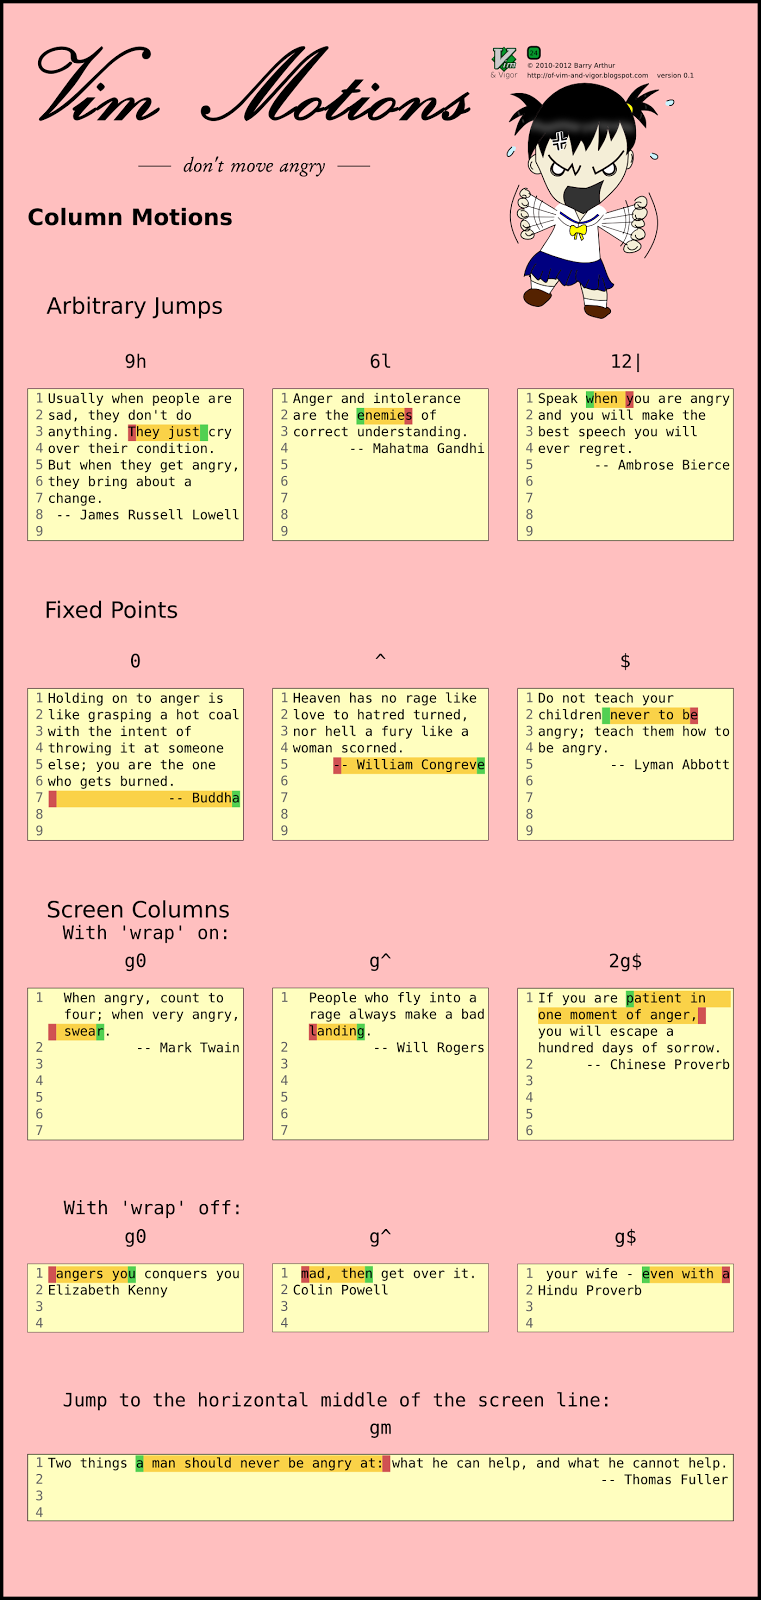 Vim Motions
Vim
24
& Vigor
© 2010-2012 Barry Arthur
http://of-vim-and-vigor.blogspot.com version 0.1
don't move angry
Column Motions
Arbitrary Jumps
9h
1 Usually when people are
2 sad, they don't do
3 anything. They just cry
4 over their condition.
5 But when they get angry,
6 they bring about a
7 change.
8 -- James Russell Lowell
9
6l
1 Anger and intolerance
2 are the enemies of
3 correct understanding.
4 -- Mahatma Gandhi
5
6
7
8
9
12|
1 Speak when you are angry
2 and you will make the
3 best speech you will
4 ever regret.
5 -- Ambrose Bierce
6
7
8
9
Fixed Points
0
1 Holding on to anger is
2 like grasping a hot coal
3 with the intent of
4 throwing it at someone
5 else; you are the one
6 who gets burned.
7 -- Buddha
8
9
^
1 Heaven has no rage like
2 love to hatred turned,
3 nor hell a fury like a
4 woman scorned.
5 -- William Congreve
6
7
8
9
$
1 Do not teach your
2 children never to be
3 angry; teach them how to
4 be angry.
5 -- Lyman Abbott
6
7
8
9
Screen Columns
With 'wrap' on:
g0
1 When angry, count to
four; when very angry,
swear.
2 -- Mark Twain
3
4
5
6
7
g^
1 People who fly into a
rage always make a bad
landing.
2 -- Will Rogers
3
4
5
6
7
2g$
1 If you are patient in
one moment of anger,
you will escape a
hundred days of sorrow.
2 -- Chinese Proverb
3
4
5
6
With 'wrap' off:
g0
1 angers you conquers you
2 Elizabeth Kenny
3
4
g^
1 mad, then get over it.
2 Colin Powell
3
4
g$
1 your wife - even with a
2 Hindu Proverb
3
4
Jump to the horizontal middle of the screen line:
gm
1 Two things a man should never be angry at: what he can help, and what he cannot help.
2 -- Thomas Fuller
3
4